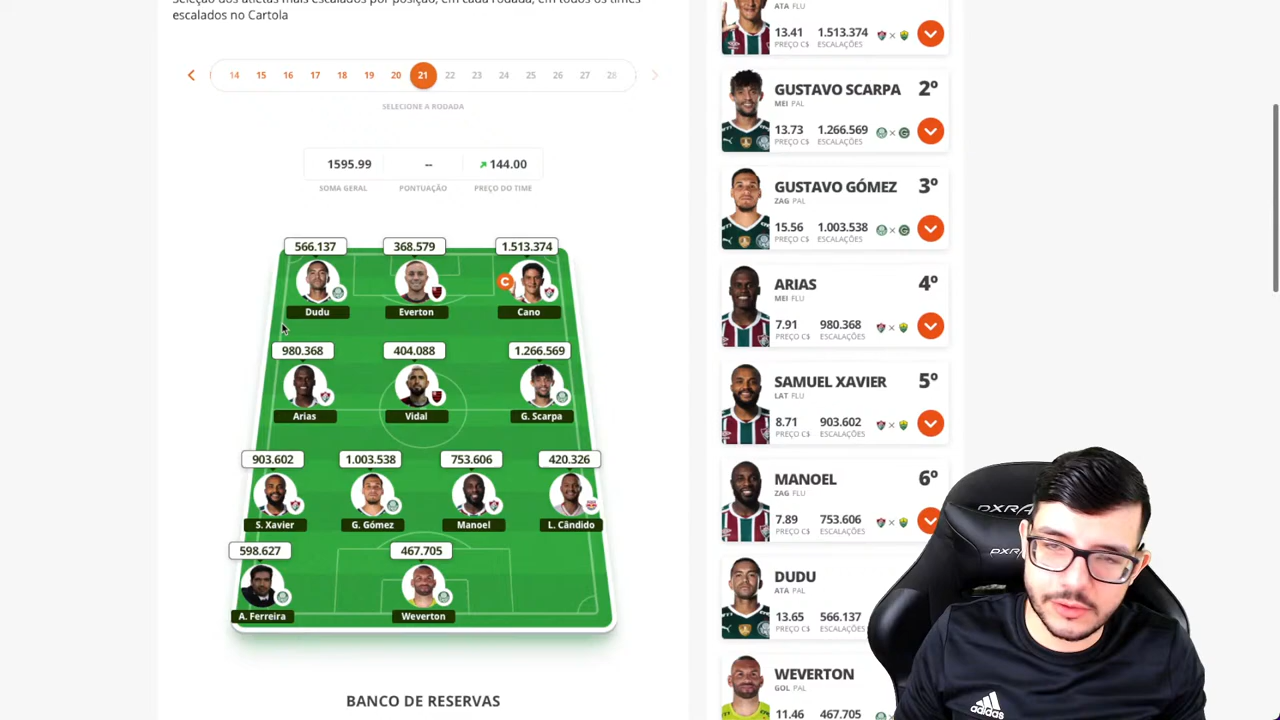 Seleção dos atletas mais escalados por posição, em cada rodada, em todos os times
escalados no Cartola
14 15 16 17 18 19 20 21 22 23 24 25 26 27 28
SELECIONE A RODADA
1595.99 -- 144.00
SOMA GERAL PONTUAÇÃO PREÇO DO TIME
566.137 368.579 1.513.374
C
Dudu Everton Cano
980.368 404.088 1.266.569
Arias Vidal G. Scarpa
903.602 1.003.538 753.606 420.326
S. Xavier G. Gómez Manoel L. Cândido
598.627 467.705
A. Ferreira Weverton
BANCO DE RESERVAS
ATA FLU
13.41 1.513.374 ×
PREÇO C$ ESCALAÇÕES
GUSTAVO SCARPA 2º
MEI PAL
13.73 1.266.569 ×
PREÇO C$ ESCALAÇÕES
GUSTAVO GÓMEZ 3º
ZAG PAL
15.56 1.003.538 ×
PREÇO C$ ESCALAÇÕES
ARIAS 4º
MEI FLU
7.91 980.368 ×
PREÇO C$ ESCALAÇÕES
SAMUEL XAVIER 5º
LAT FLU
8.71 903.602 ×
PREÇO C$ ESCALAÇÕES
MANOEL 6º
ZAG FLU
7.89 753.606 ×
PREÇO C$ ESCALAÇÕES
DUDU
ATA PAL
13.65 566.137
PREÇO C$ ESCALAÇÕES
WEVERTON
GOL PAL
11.46 467.705
DXRA
DXR
adidas